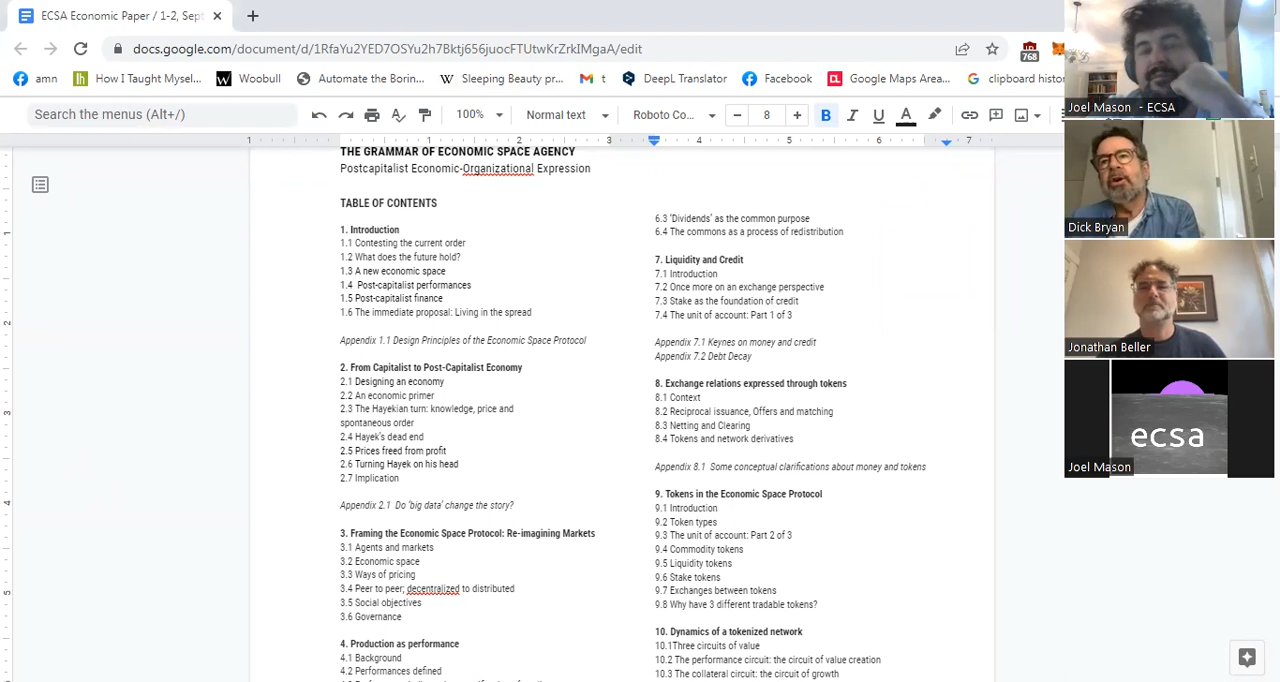 ECSA Economic Paper / 1-2, Sept
docs.google.com/document/d/1RfaYu2YED7OSYu2h7Bktj656juocFTUtwKrZrkIMgaA/edit
768
amn
How I Taught Mysel...
Woobull
Automate the Borin...
Sleeping Beauty pr...
t
DeepL Translator
Facebook
Google Maps Area...
clipboard histor
Search the menus (Alt+/)
100%
Normal text
Roboto Co...
8
B I U A
1 1 2 3 4 5 6 7
THE GRAMMAR OF ECONOMIC SPACE AGENCY
Postcapitalist Economic-Organizational Expression
TABLE OF CONTENTS
1. Introduction
1.1 Contesting the current order
1.2 What does the future hold?
1.3 A new economic space
1.4 Post-capitalist performances
1.5 Post-capitalist finance
1.6 The immediate proposal: Living in the spread
Appendix 1.1 Design Principles of the Economic Space Protocol
2. From Capitalist to Post-Capitalist Economy
2.1 Designing an economy
2.2 An economic primer
2.3 The Hayekian turn: knowledge, price and
spontaneous order
2.4 Hayek's dead end
2.5 Prices freed from profit
2.6 Turning Hayek on his head
2.7 Implication
Appendix 2.1 Do 'big data' change the story?
3. Framing the Economic Space Protocol: Re-imagining Markets
3.1 Agents and markets
3.2 Economic space
3.3 Ways of pricing
3.4 Peer to peer; decentralized to distributed
3.5 Social objectives
3.6 Governance
4. Production as performance
4.1 Background
4.2 Performances defined
6.3 'Dividends' as the common purpose
6.4 The commons as a process of redistribution
7. Liquidity and Credit
7.1 Introduction
7.2 Once more on an exchange perspective
7.3 Stake as the foundation of credit
7.4 The unit of account: Part 1 of 3
Appendix 7.1 Keynes on money and credit
Appendix 7.2 Debt Decay
8. Exchange relations expressed through tokens
8.1 Context
8.2 Reciprocal issuance, Offers and matching
8.3 Netting and Clearing
8.4 Tokens and network derivatives
Appendix 8.1 Some conceptual clarifications about money and tokens
9. Tokens in the Economic Space Protocol
9.1 Introduction
9.2 Token types
9.3 The unit of account: Part 2 of 3
9.4 Commodity tokens
9.5 Liquidity tokens
9.6 Stake tokens
9.7 Exchanges between tokens
9.8 Why have 3 different tradable tokens?
10. Dynamics of a tokenized network
10.1Three circuits of value
10.2 The performance circuit: the circuit of value creation
10.3 The collateral circuit: the circuit of growth
Joel Mason - ECSA
Dick Bryan
Jonathan Beller
ecsa
Joel Mason